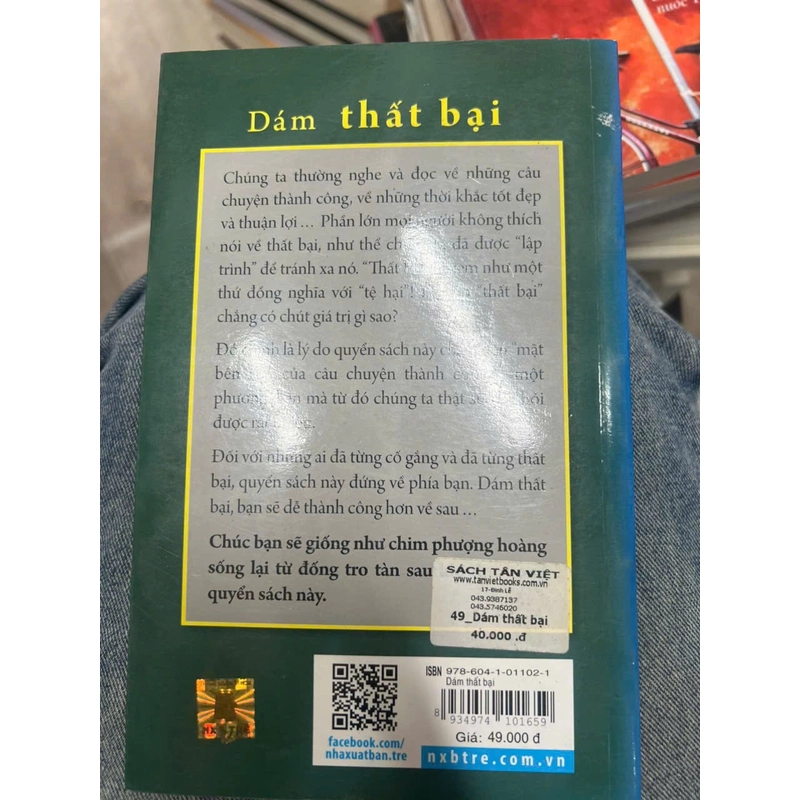 Dám thất bại
Chúng ta thường nghe và đọc về những câu
chuyện thành công, về những thời khắc tốt đẹp
và thuận lợi ... Phần lớn mọi người không thích
nói về thất bại, như thể đã được “lập
trình” để tránh xa nó. “Thất như một
thứ đồng nghĩa với “tệ hại”! “thất bại”
chẳng có chút giá trị gì sao?
là lý do quyển sách này “mặt
bên của câu chuyện thành một
phương mà từ đó chúng ta thật hỏi
được
Đối với những ai đã từng cố gắng và đã từng thất
bại, quyển sách này đứng về phía bạn. Dám thất
bại, bạn sẽ dễ thành công hơn về sau ...
Chúc bạn sẽ giống như chim phượng hoàng
sống lại từ đống tro tàn sau
quyển sách này.
SÁCH TÂN VIỆT
www.tanvietbooks.com.vn
17-Đinh Lễ
043.9387137
043.5746020
49_Dám thất bại
40.000 .đ
ISBN 978-604-1-01102-1
Dám thất bại
8 934974 101659
Giá: 49.000 đ
facebook.com/
nhaxuatban.tre
nxbtre.com.vn